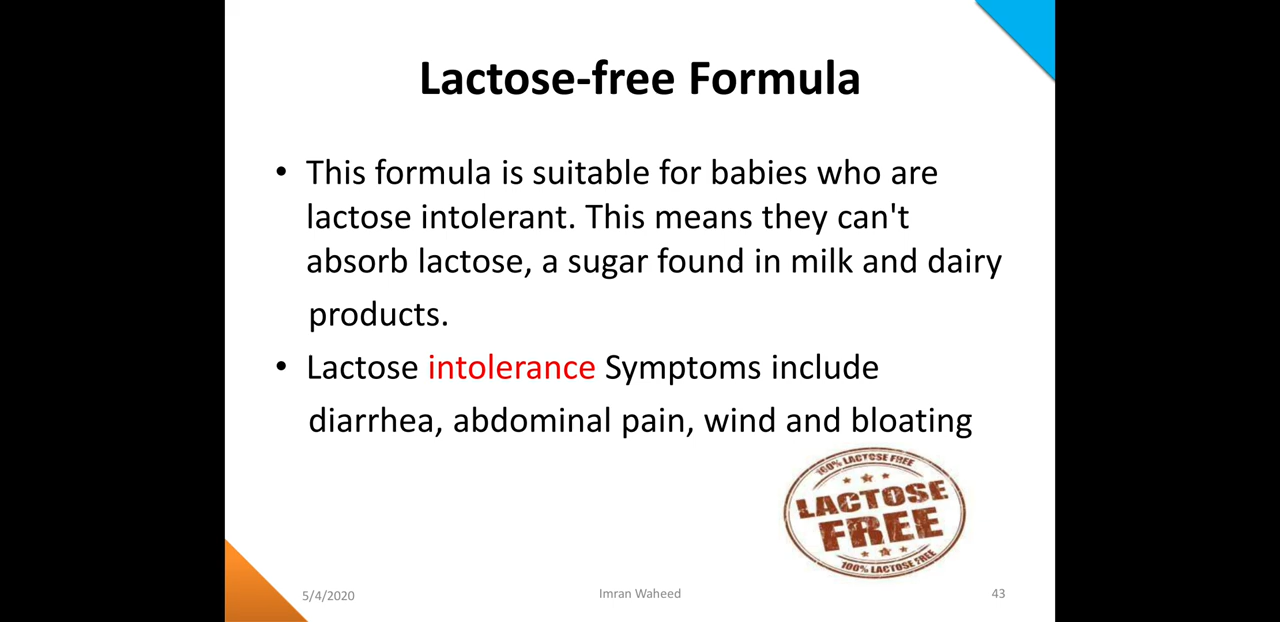 Lactose-free Formula
• This formula is suitable for babies who are
lactose intolerant. This means they can't
absorb lactose, a sugar found in milk and dairy
products.
• Lactose intolerance Symptoms include
diarrhea, abdominal pain, wind and bloating
100% LACTOSE FREE
LACTOSE
FREE
100% LACTOSE FREE
5/4/2020
Imran Waheed
43